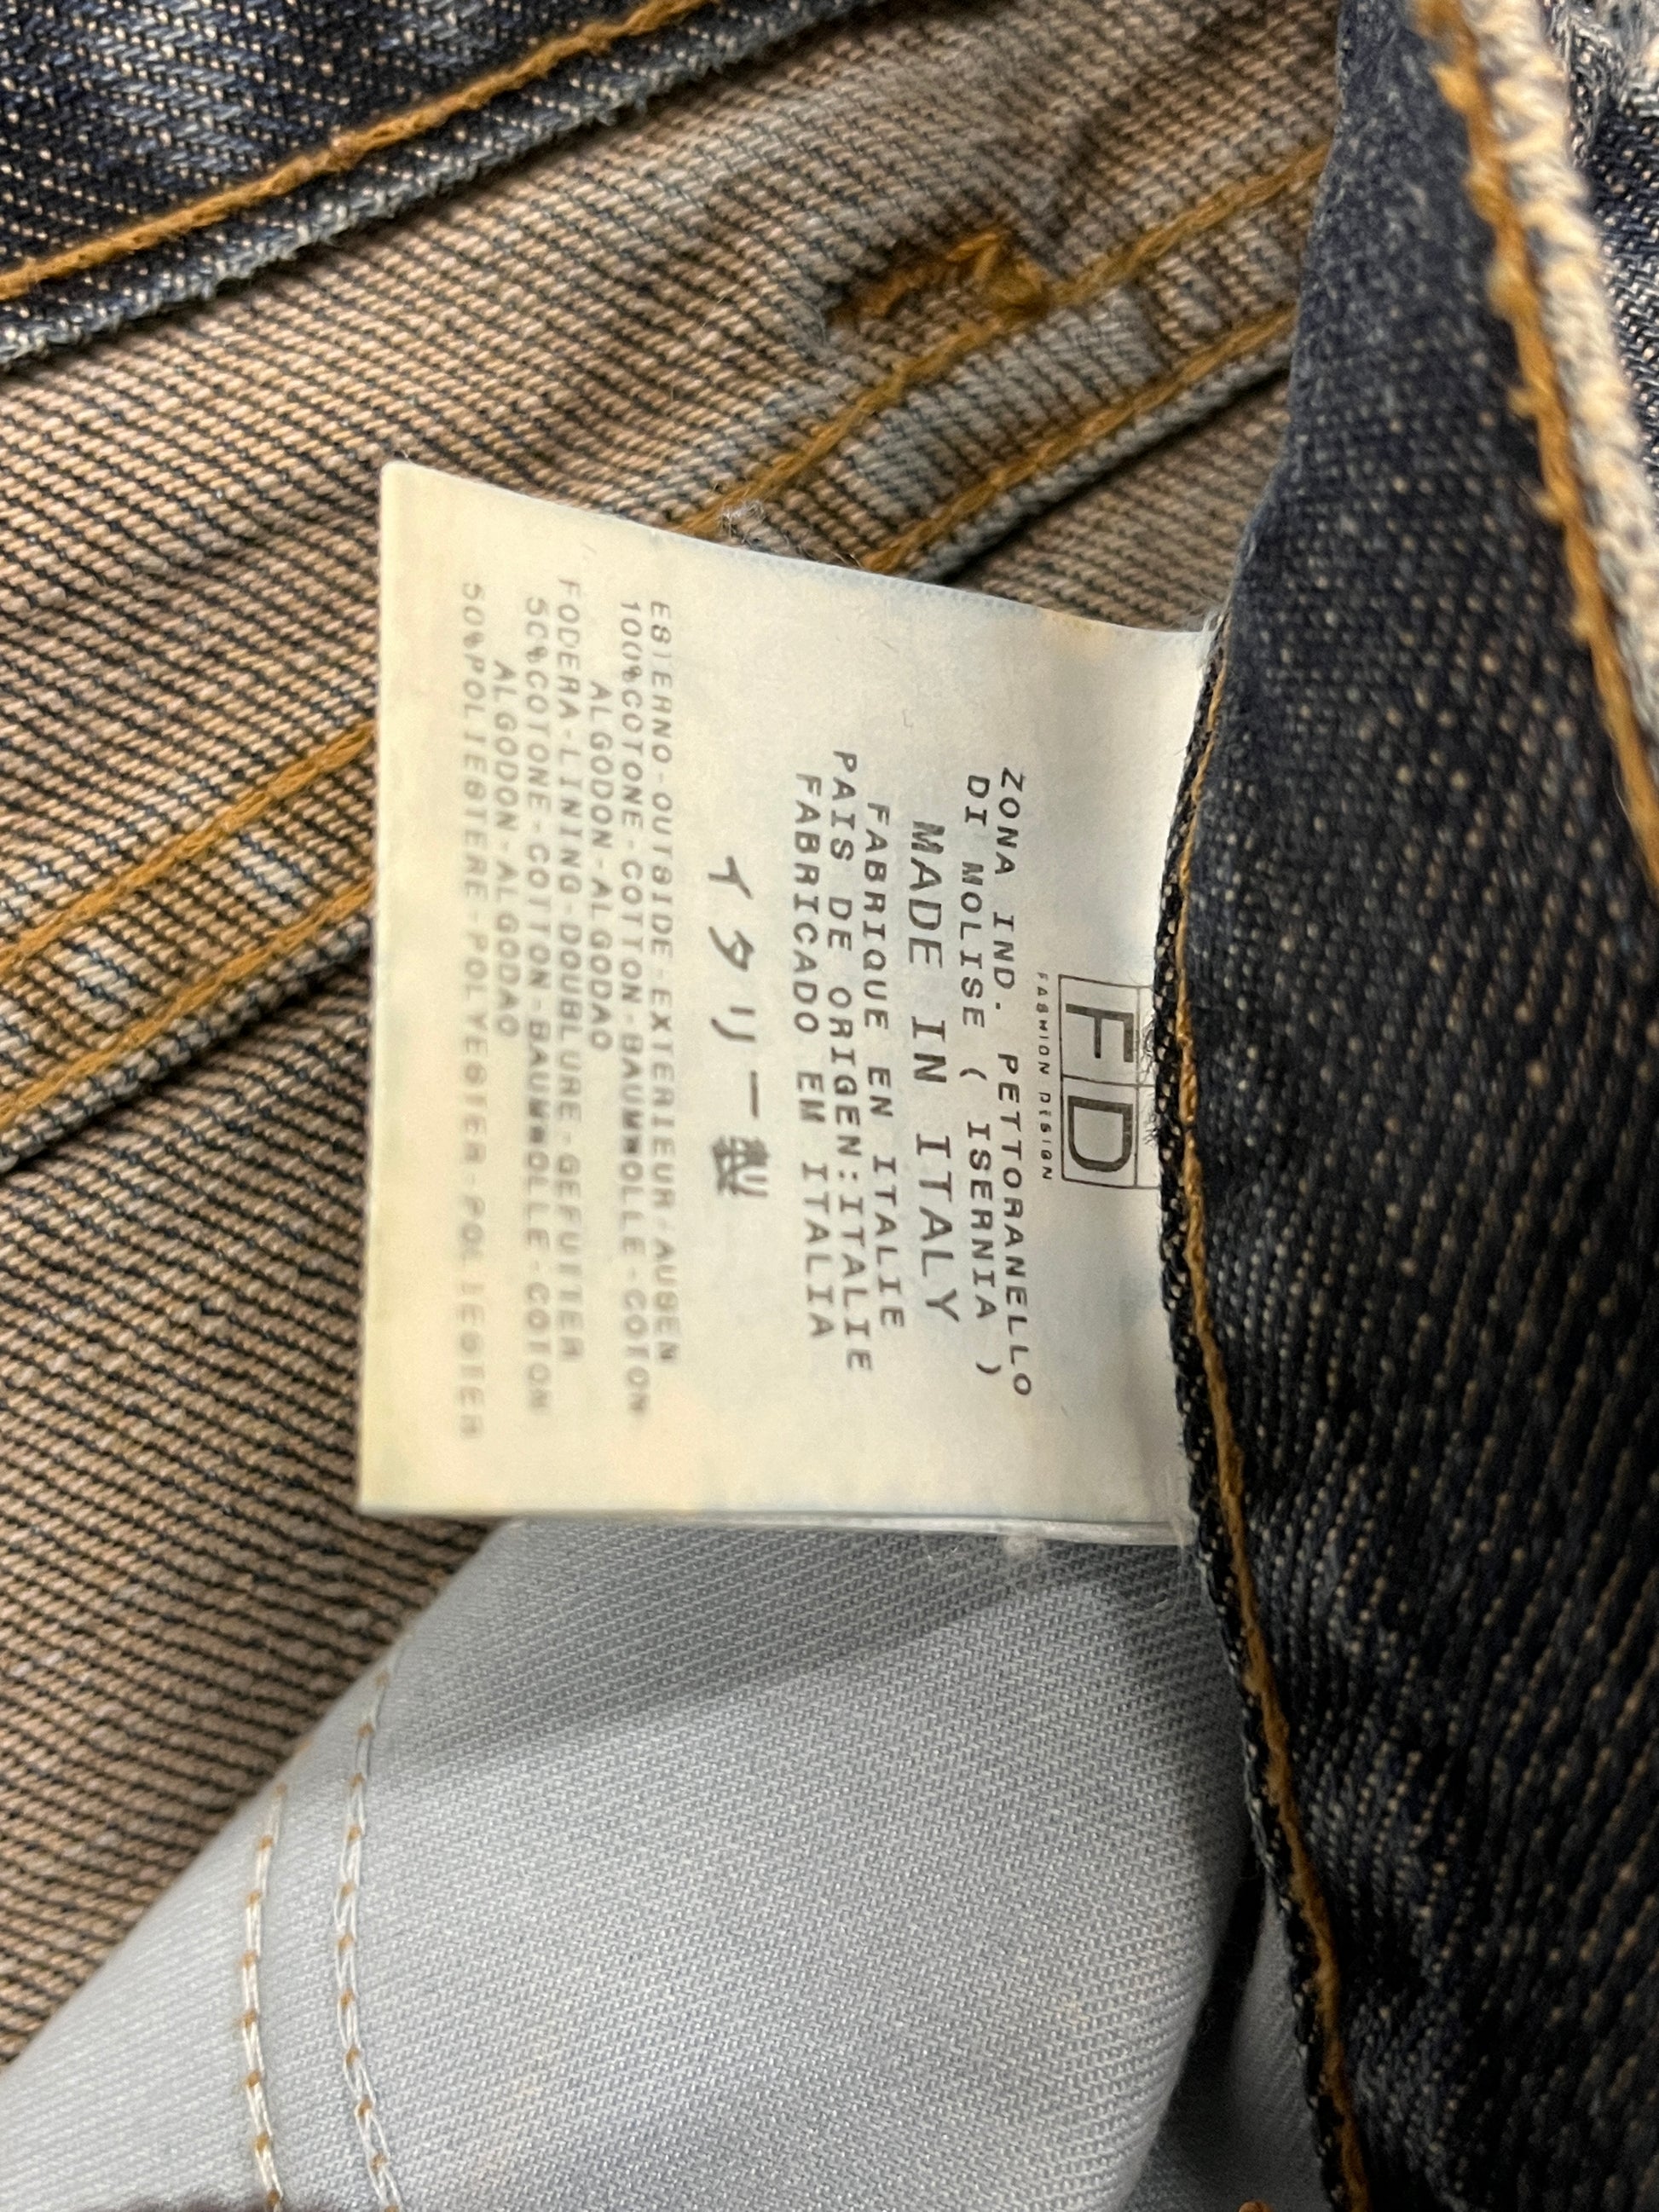 FD
FASHION DESIGN
ZONA IND. PETTORANELLO
DI MOLISE ( ISERNIA )
MADE IN ITALY
FABRIQUE EN ITALIE
PAIS DE ORIGEN:ITALIE
FABRICADO EM ITALIA
イタリー製
ESTERNO-OUTSIDE-EXTERIEUR/AUSEN
100%COTONE-COTTON-BAUMWOLLE-COTON
ALGODON-ALGODAO
FODERA-LINING-DOUBLURE-GEFUTTER
50%COTONE-COTTON-BAUMWOLLE-COTON
ALGODON-ALGODAO
50%POLIESTERE-POLYESTER-POLIESTER